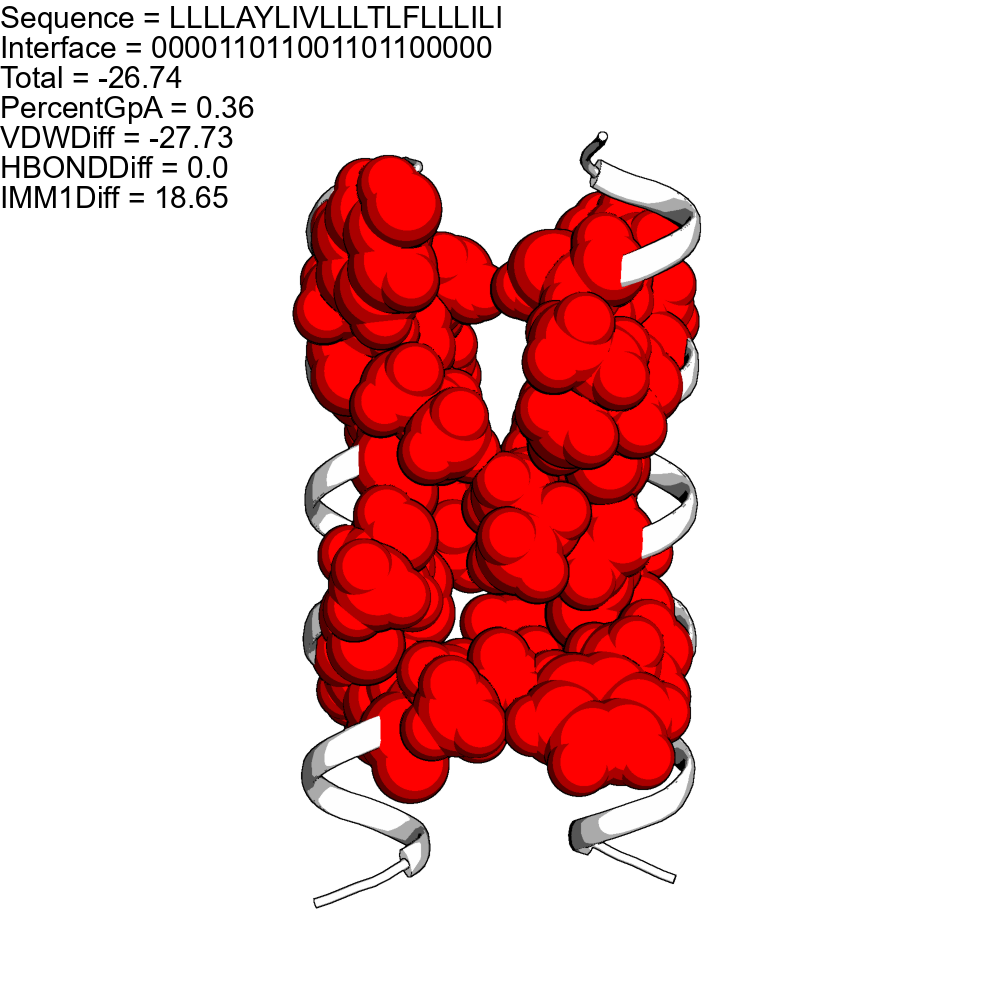 Sequence = LLLLAYLIVLLLTLFLLLILI
Interface = 000011011001101100000
Total = -26.74
PercentGpA = 0.36
VDWDiff = -27.73
HBONDDiff = 0.0
IMM1Diff = 18.65